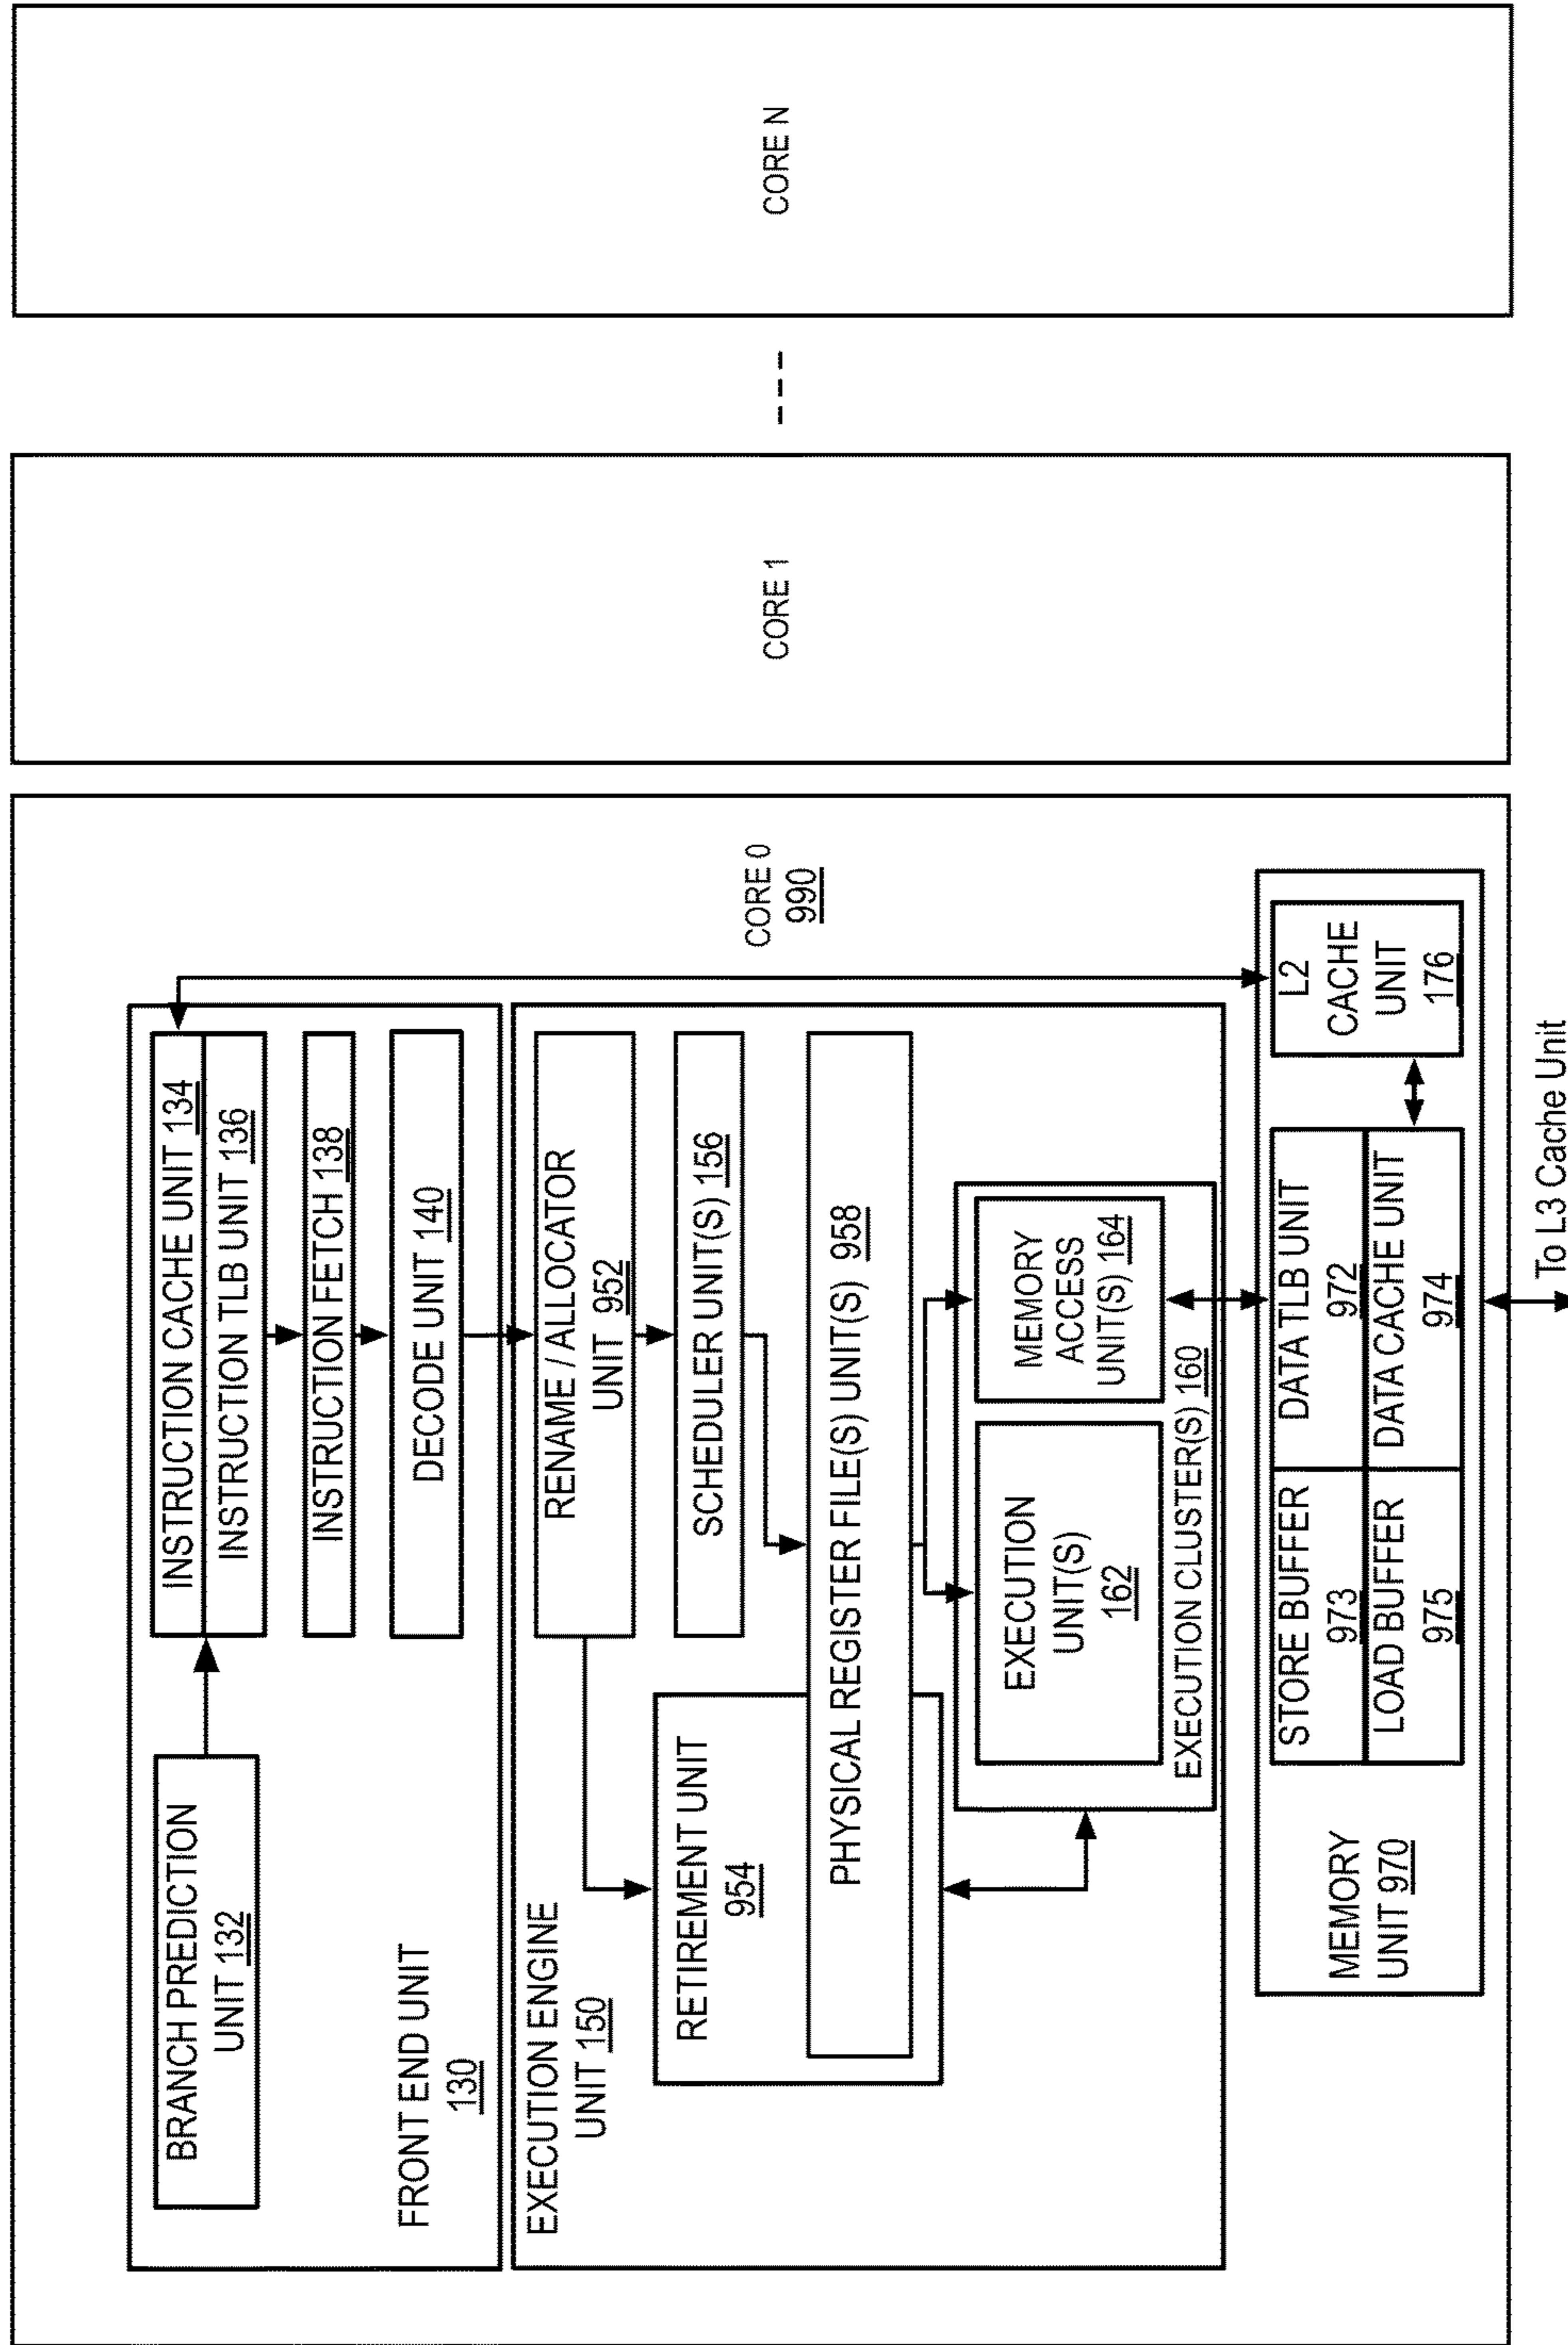 BRANCH PREDICTION
UNIT 132
INSTRUCTION CACHE UNIT 134
INSTRUCTION TLB UNIT 136
INSTRUCTION FETCH 138
DECODE UNIT 140
FRONT END UNIT
130
EXECUTION ENGINE
UNIT 150
RENAME / ALLOCATOR
UNIT 952
RETIREMENT UNIT
954
SCHEDULER UNIT(S) 156
PHYSICAL REGISTER FILE(S) UNIT(S) 958
EXECUTION
UNIT(S)
162
MEMORY
ACCESS
UNIT(S) 164
EXECUTION CLUSTER(S) 160
CORE 0
990
MEMORY
UNIT 970
STORE BUFFER
973
DATA TLB UNIT
972
LOAD BUFFER
975
DATA CACHE UNIT
974
L2
CACHE
UNIT
176
To L3 Cache Unit
CORE 1
CORE N